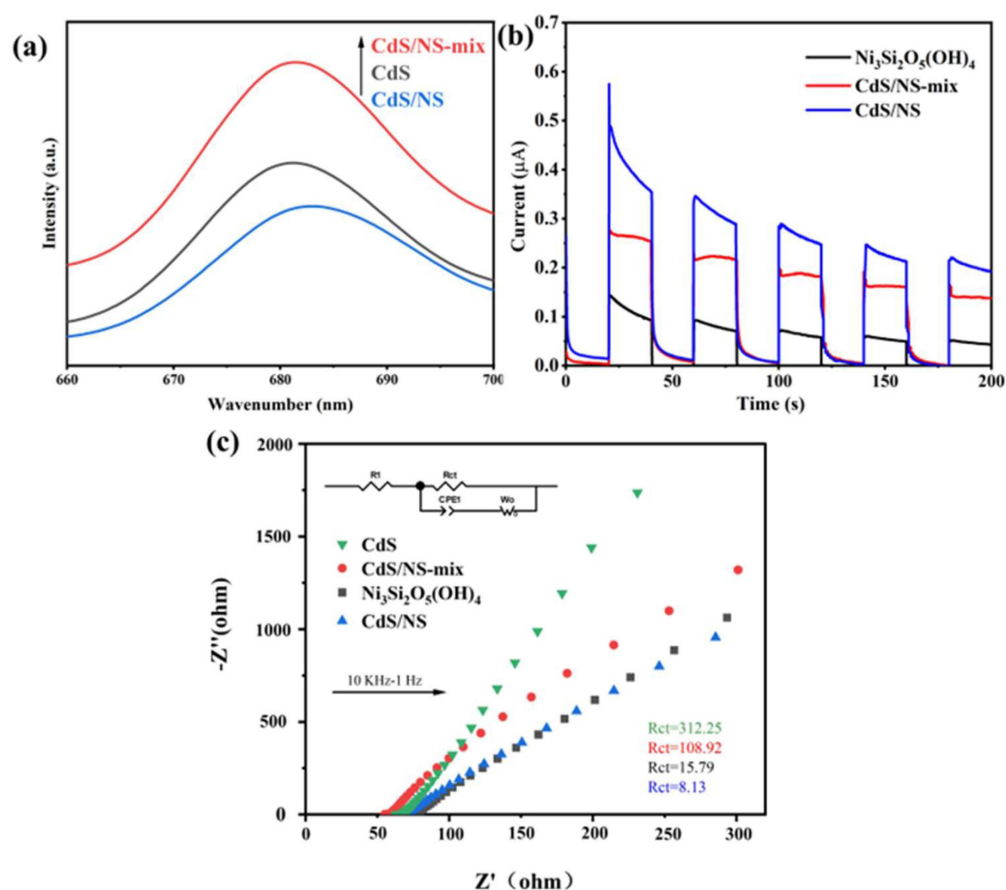 (a)
CdS/NS-mix
CdS
CdS/NS
Intensity (a.u.)
660
670
680
690
700
Wavenumber (nm)
(b)
Ni₃Si₂O₅(OH)₄
CdS/NS-mix
CdS/NS
Current (μA)
0.7
0.6
0.5
0.4
0.3
0.2
0.1
0.0
0
50
100
150
200
Time (s)
(c)
R1
Rct
CPE1
Wo
CdS
CdS/NS-mix
Ni₃Si₂O₅(OH)₄
CdS/NS
10 KHz-1 Hz
Rct=312.25
Rct=108.92
Rct=15.79
Rct=8.13
-Z''(ohm)
2000
1500
1000
500
0
0
50
100
150
200
250
300
Z' （ohm）